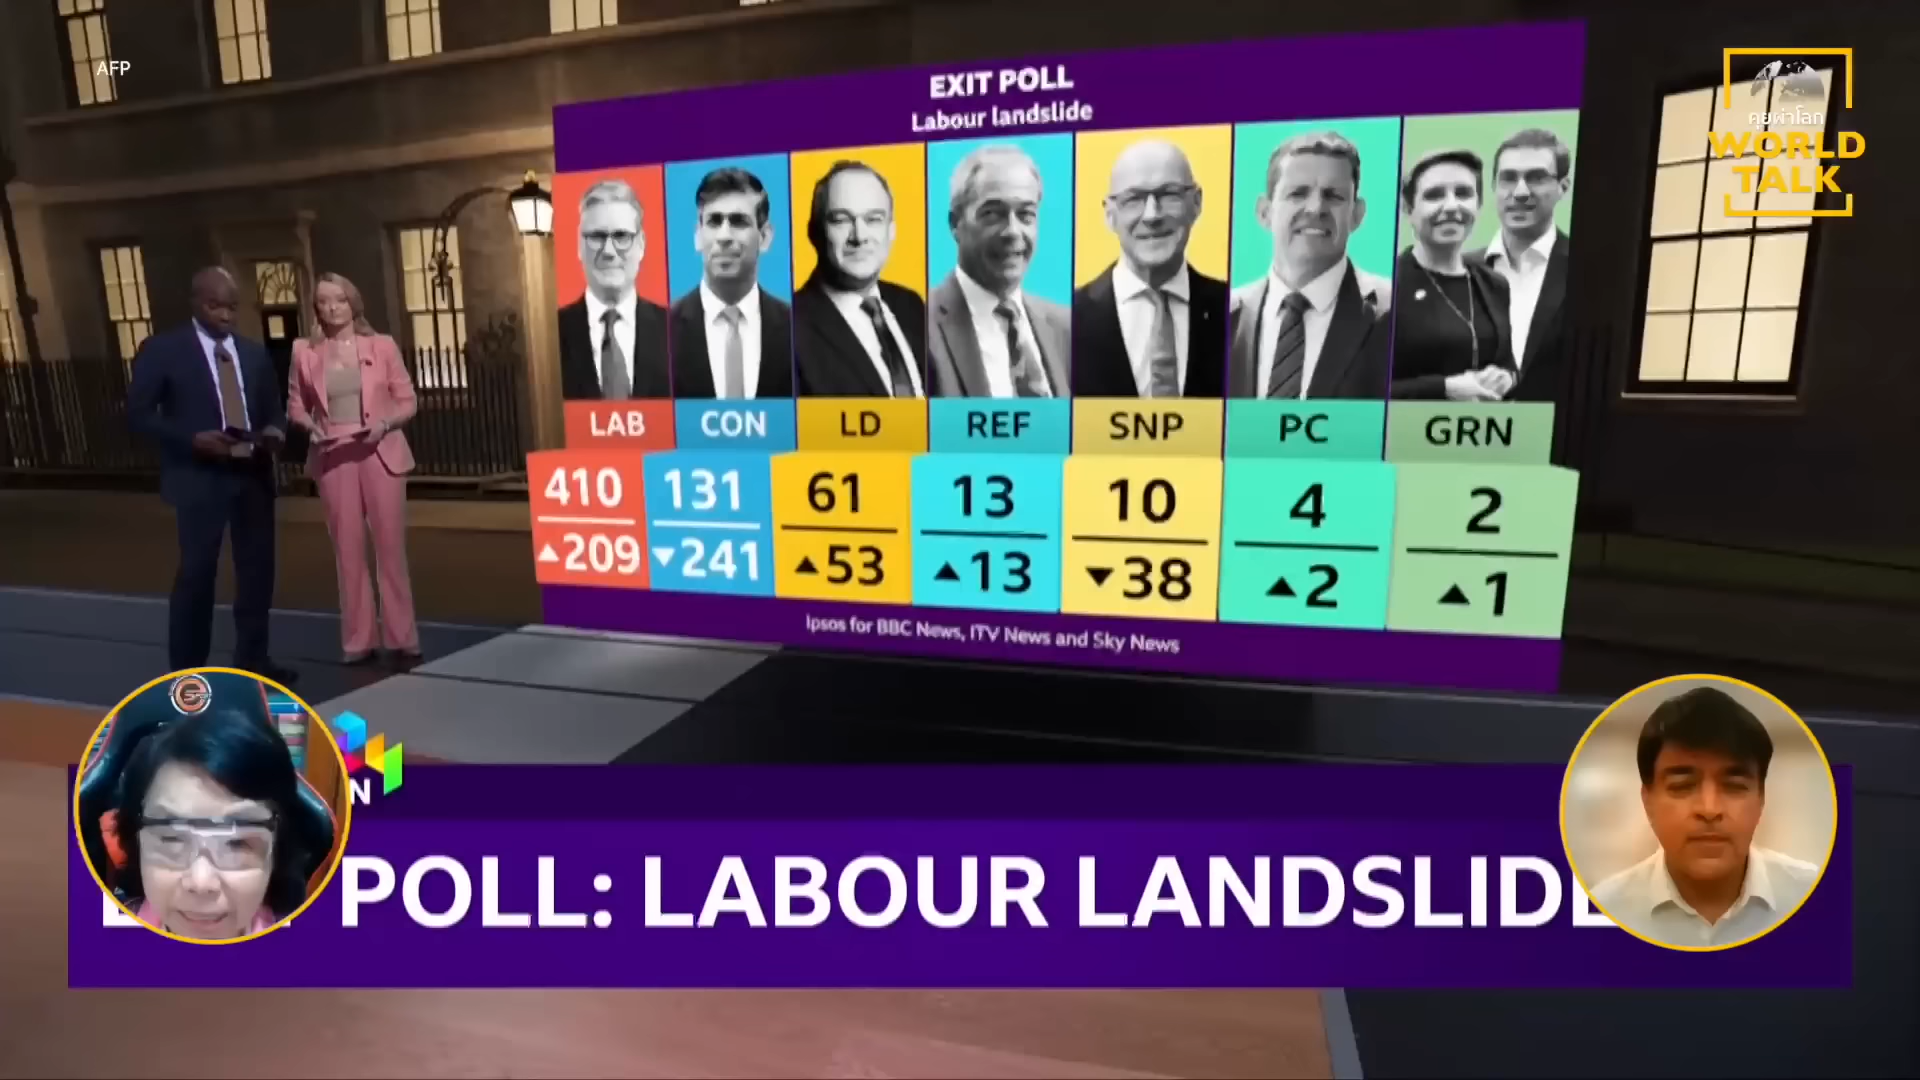 AFP
คุยผ่าโลก
WORLD
TALK
EXIT POLL
Labour landslide
LAB CON LD REF SNP PC GRN
410 131 61 13 10 4 2
▲209 ▼241 ▲53 ▲13 ▼38 ▲2 ▲1
Ipsos for BBC News, ITV News and Sky News
N
POLL: LABOUR LANDSLIDE